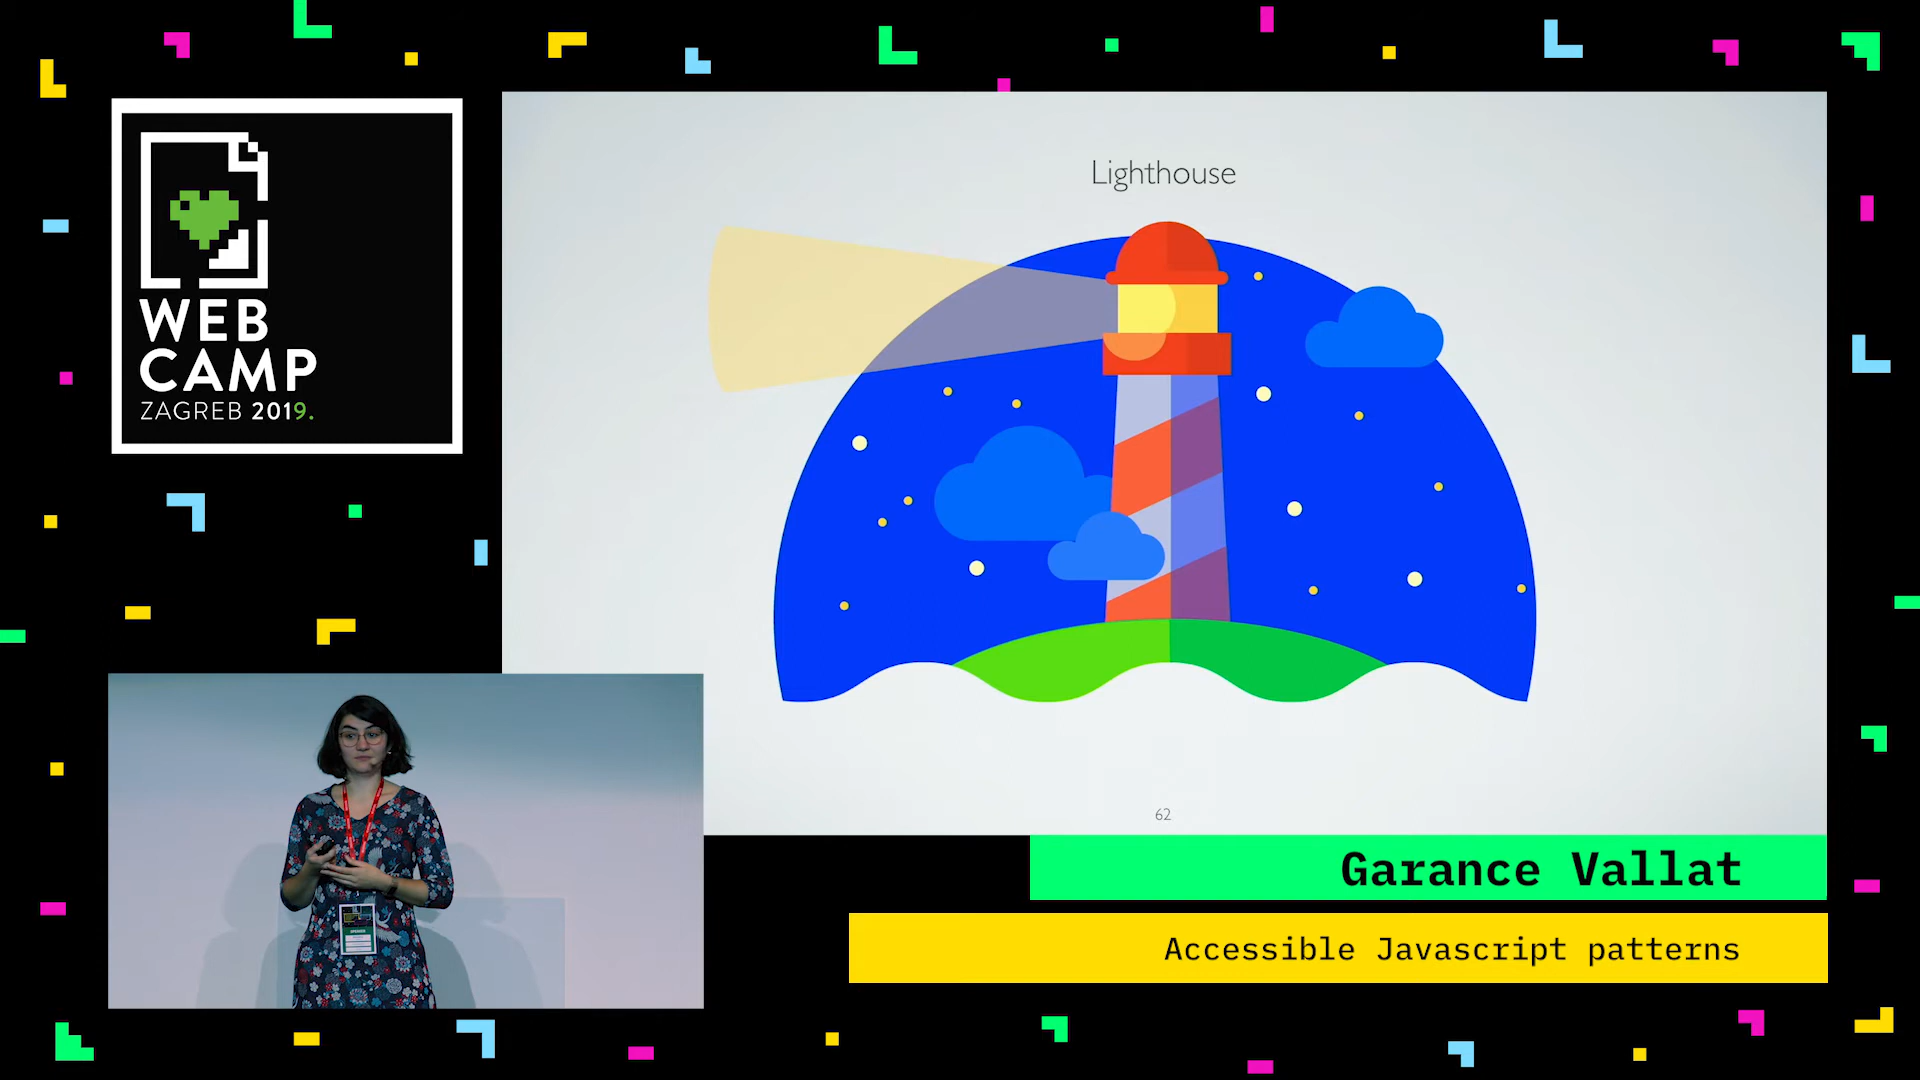 WEB
CAMP
ZAGREB 2019.
Lighthouse
62
Garance Vallat
Accessible Javascript patterns